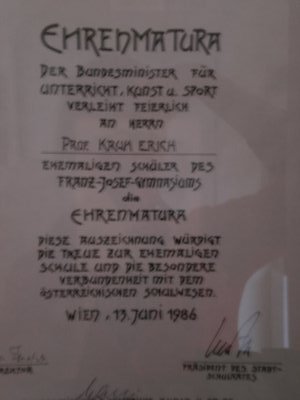 EHRENMATURA
DER BUNDESMINISTER FÜR
UNTERRICHT, KUNST U. SPORT
VERLEIHT FEIERLICH
AN HERRN
PROF. KRUH ERICH
EHEMALIGEN SCHÜLER DES
FRANZ-JOSEF-GYMNASIUMS
die
EHRENMATURA
DIESE AUSZEICHNUNG WÜRDIGT
DIE TREUE ZUR EHEMALIGEN
SCHULE UND DIE BESONDERE
VERBUNDENHEIT MIT DEM
ÖSTERREICHISCHEN SCHULWESEN.
WIEN, 13. JUNI 1986
PRÄSIDENT DES STADT-
SCHULRATES